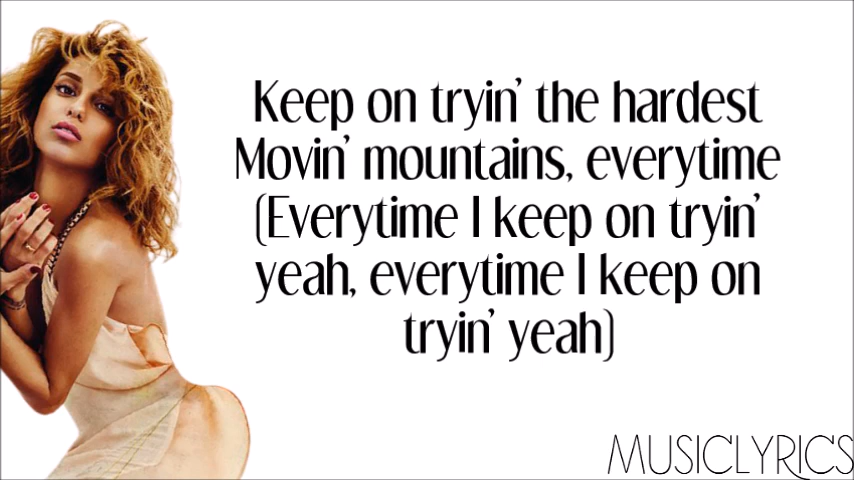 Keep on tryin' the hardest
Movin' mountains, everytime
(Everytime I keep on tryin'
yeah, everytime I keep on
tryin' yeah)
MUSICLYRICS